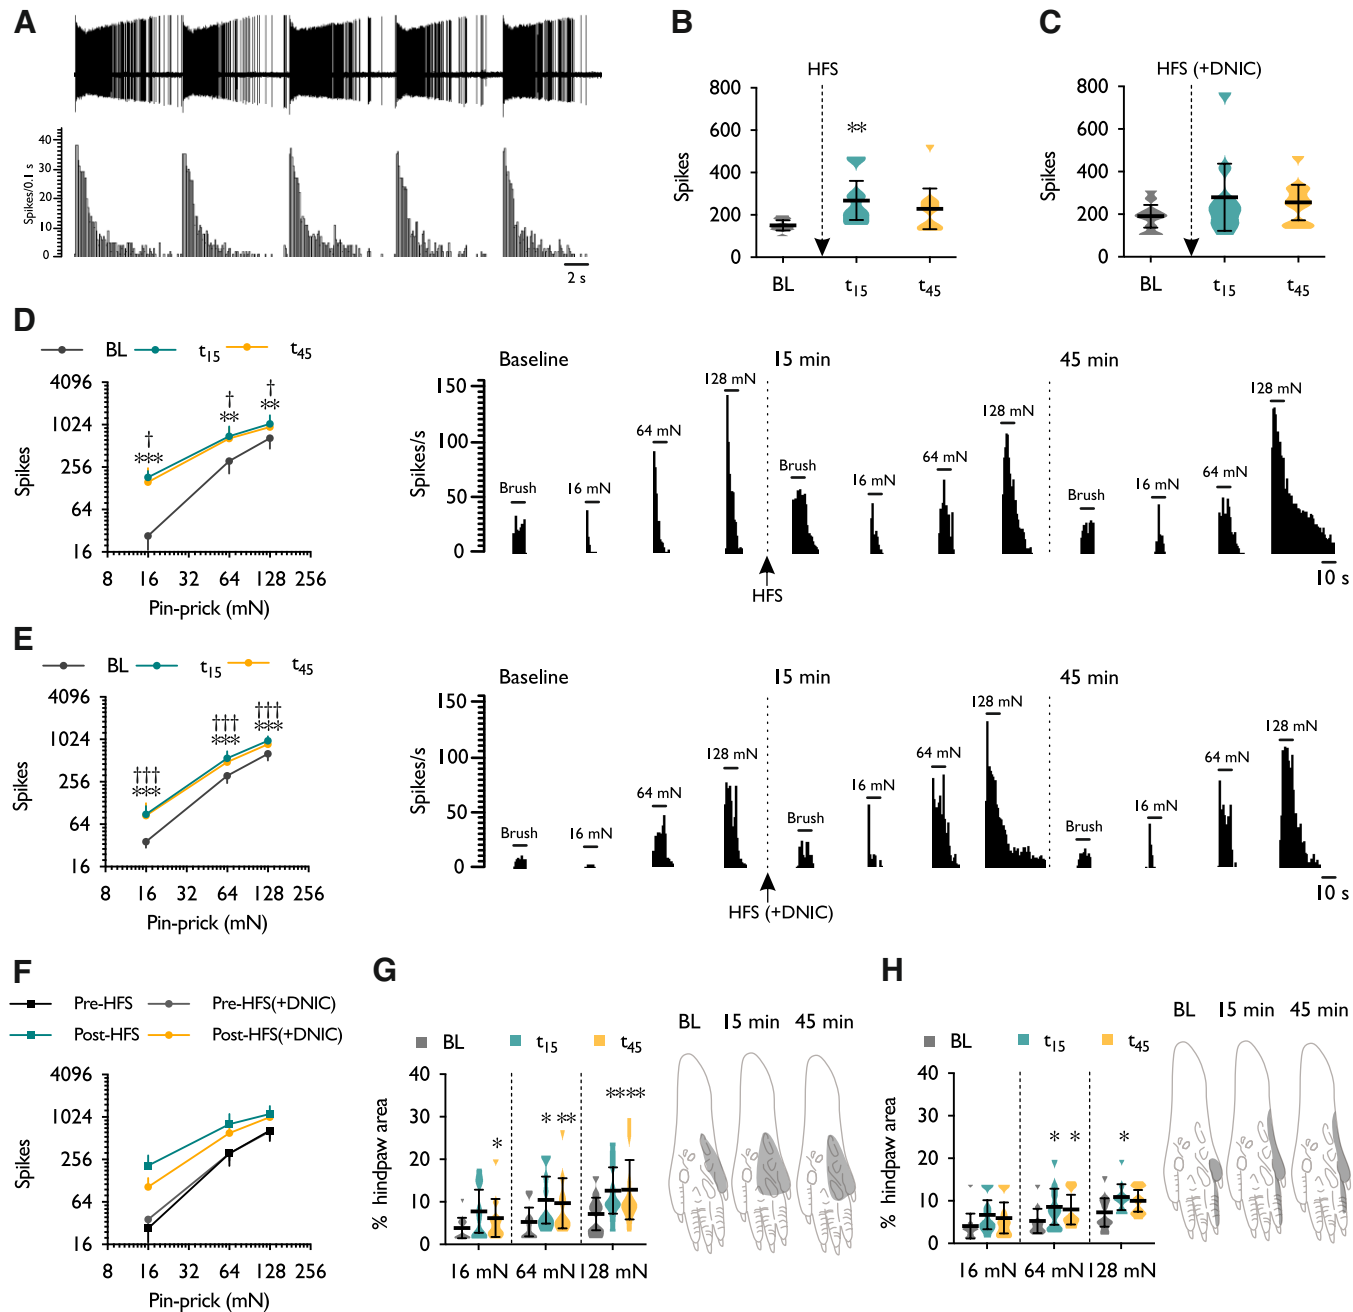 A
40
30
20
10
0
Spikes/0.1 s
2 s
B
HFS
800
600
400
200
0
Spikes
**
BL
t15
t45
C
HFS (+DNIC)
800
600
400
200
0
Spikes
BL
t15
t45
D
BL
t15
t45
4096
1024
256
64
16
Spikes
†
***
†
**
†
**
8 16 32 64 128 256
Pin-prick (mN)
Baseline
15 min
45 min
150
100
50
0
Spikes/s
Brush
16 mN
64 mN
128 mN
Brush
16 mN
64 mN
128 mN
Brush
16 mN
64 mN
128 mN
HFS
10 s
E
BL
t15
t45
4096
1024
256
64
16
Spikes
†††
***
†††
***
†††
***
8 16 32 64 128 256
Pin-prick (mN)
Baseline
15 min
45 min
150
100
50
0
Spikes/s
Brush
16 mN
64 mN
128 mN
Brush
16 mN
64 mN
128 mN
Brush
16 mN
64 mN
128 mN
HFS (+DNIC)
10 s
F
Pre-HFS
Pre-HFS(+DNIC)
Post-HFS
Post-HFS(+DNIC)
4096
1024
256
64
16
Spikes
8 16 32 64 128 256
Pin-prick (mN)
G
BL
t15
t45
40
30
20
10
0
% hindpaw area
*
* **
****
16 mN 64 mN 128 mN
BL 15 min 45 min
H
BL
t15
t45
40
30
20
10
0
% hindpaw area
* *
*
16 mN 64 mN 128 mN
BL 15 min 45 min